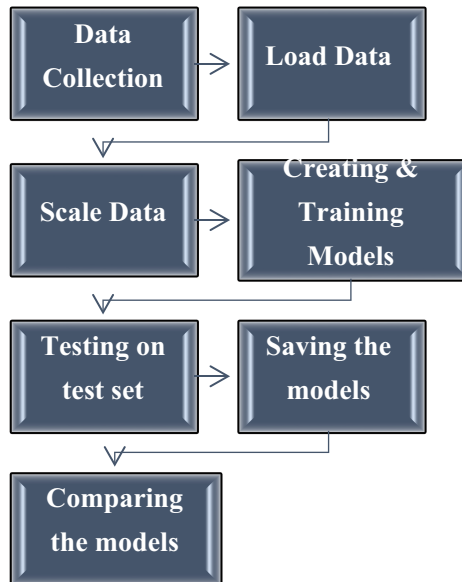 Data
Collection
Load Data
Scale Data
Creating &
Training
Models
Testing on
test set
Saving the
models
Comparing
the models